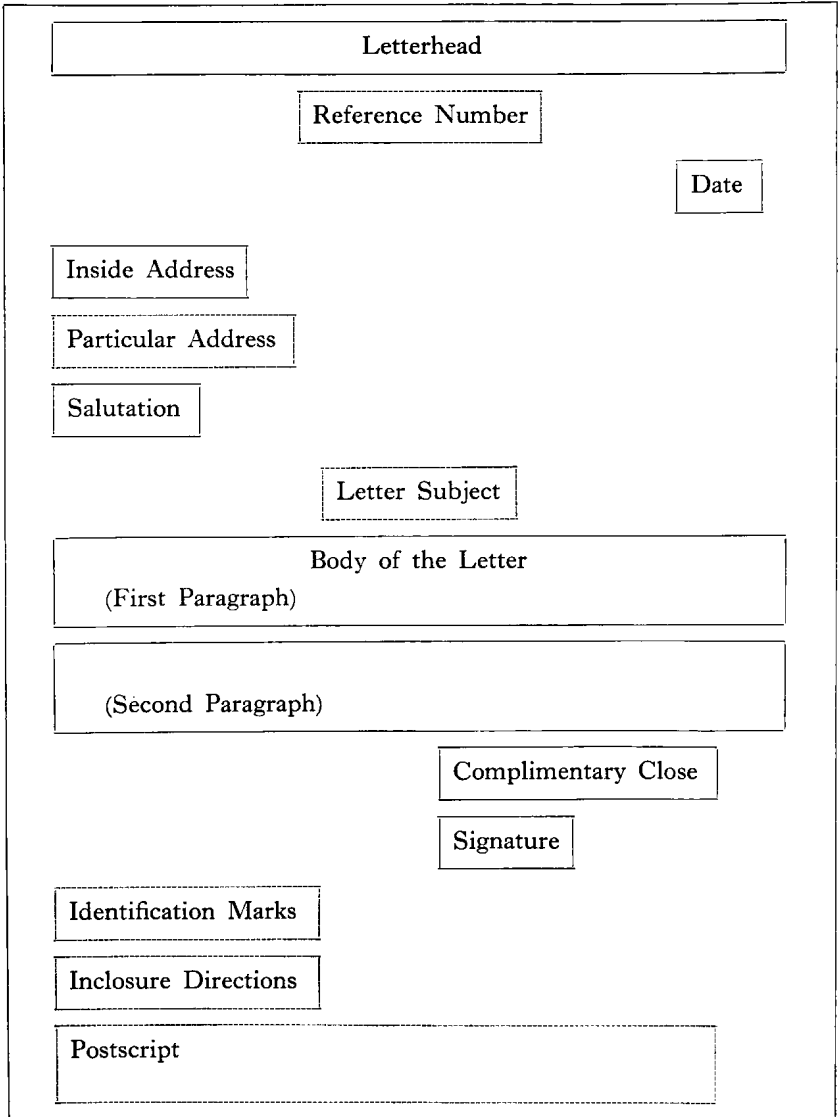 Letterhead
Reference Number
Date
Inside Address
Particular Address
Salutation
Letter Subject
Body of the Letter
(First Paragraph)
(Second Paragraph)
Complimentary Close
Signature
Identification Marks
Inclosure Directions
Postscript